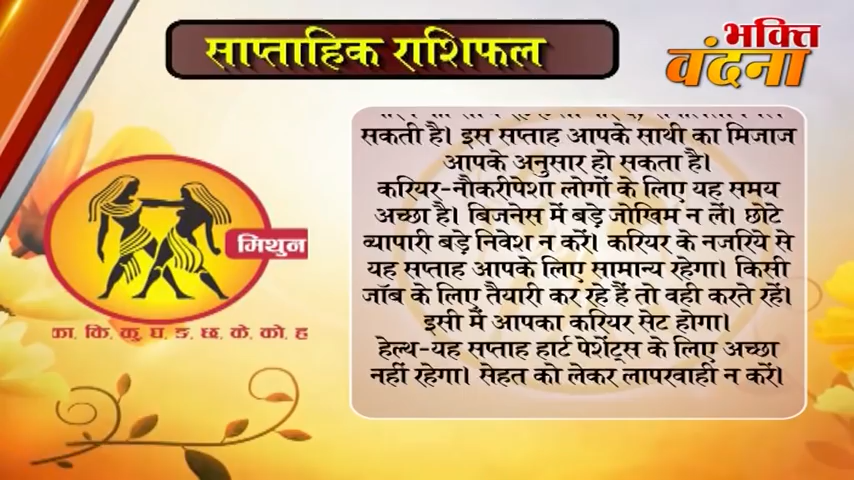 साप्ताहिक राशिफल
भक्ति
वंदना
सकती है। इस सप्ताह आपके साथी का मिजाज
आपके अनुसार हो सकता है।
करियर-नौकरीपेशा लोगों के लिए यह समय
अच्छा है। बिजनेस में बड़े जोखिम न लें। छोटे
व्यापारी बड़े निवेश न करें। करियर के नजरिये से
यह सप्ताह आपके लिए सामान्य रहेगा। किसी
जॉब के लिए तैयारी कर रहे हैं तो वही करते रहें।
इसी में आपका करियर सेट होगा।
हेल्थ-यह सप्ताह हार्ट पेशेंट्स के लिए अच्छा
नहीं रहेगा। सेहत को लेकर लापरवाही न करें।
मिथुन
का, कि, कु, घ, ङ, छ, के, को, ह